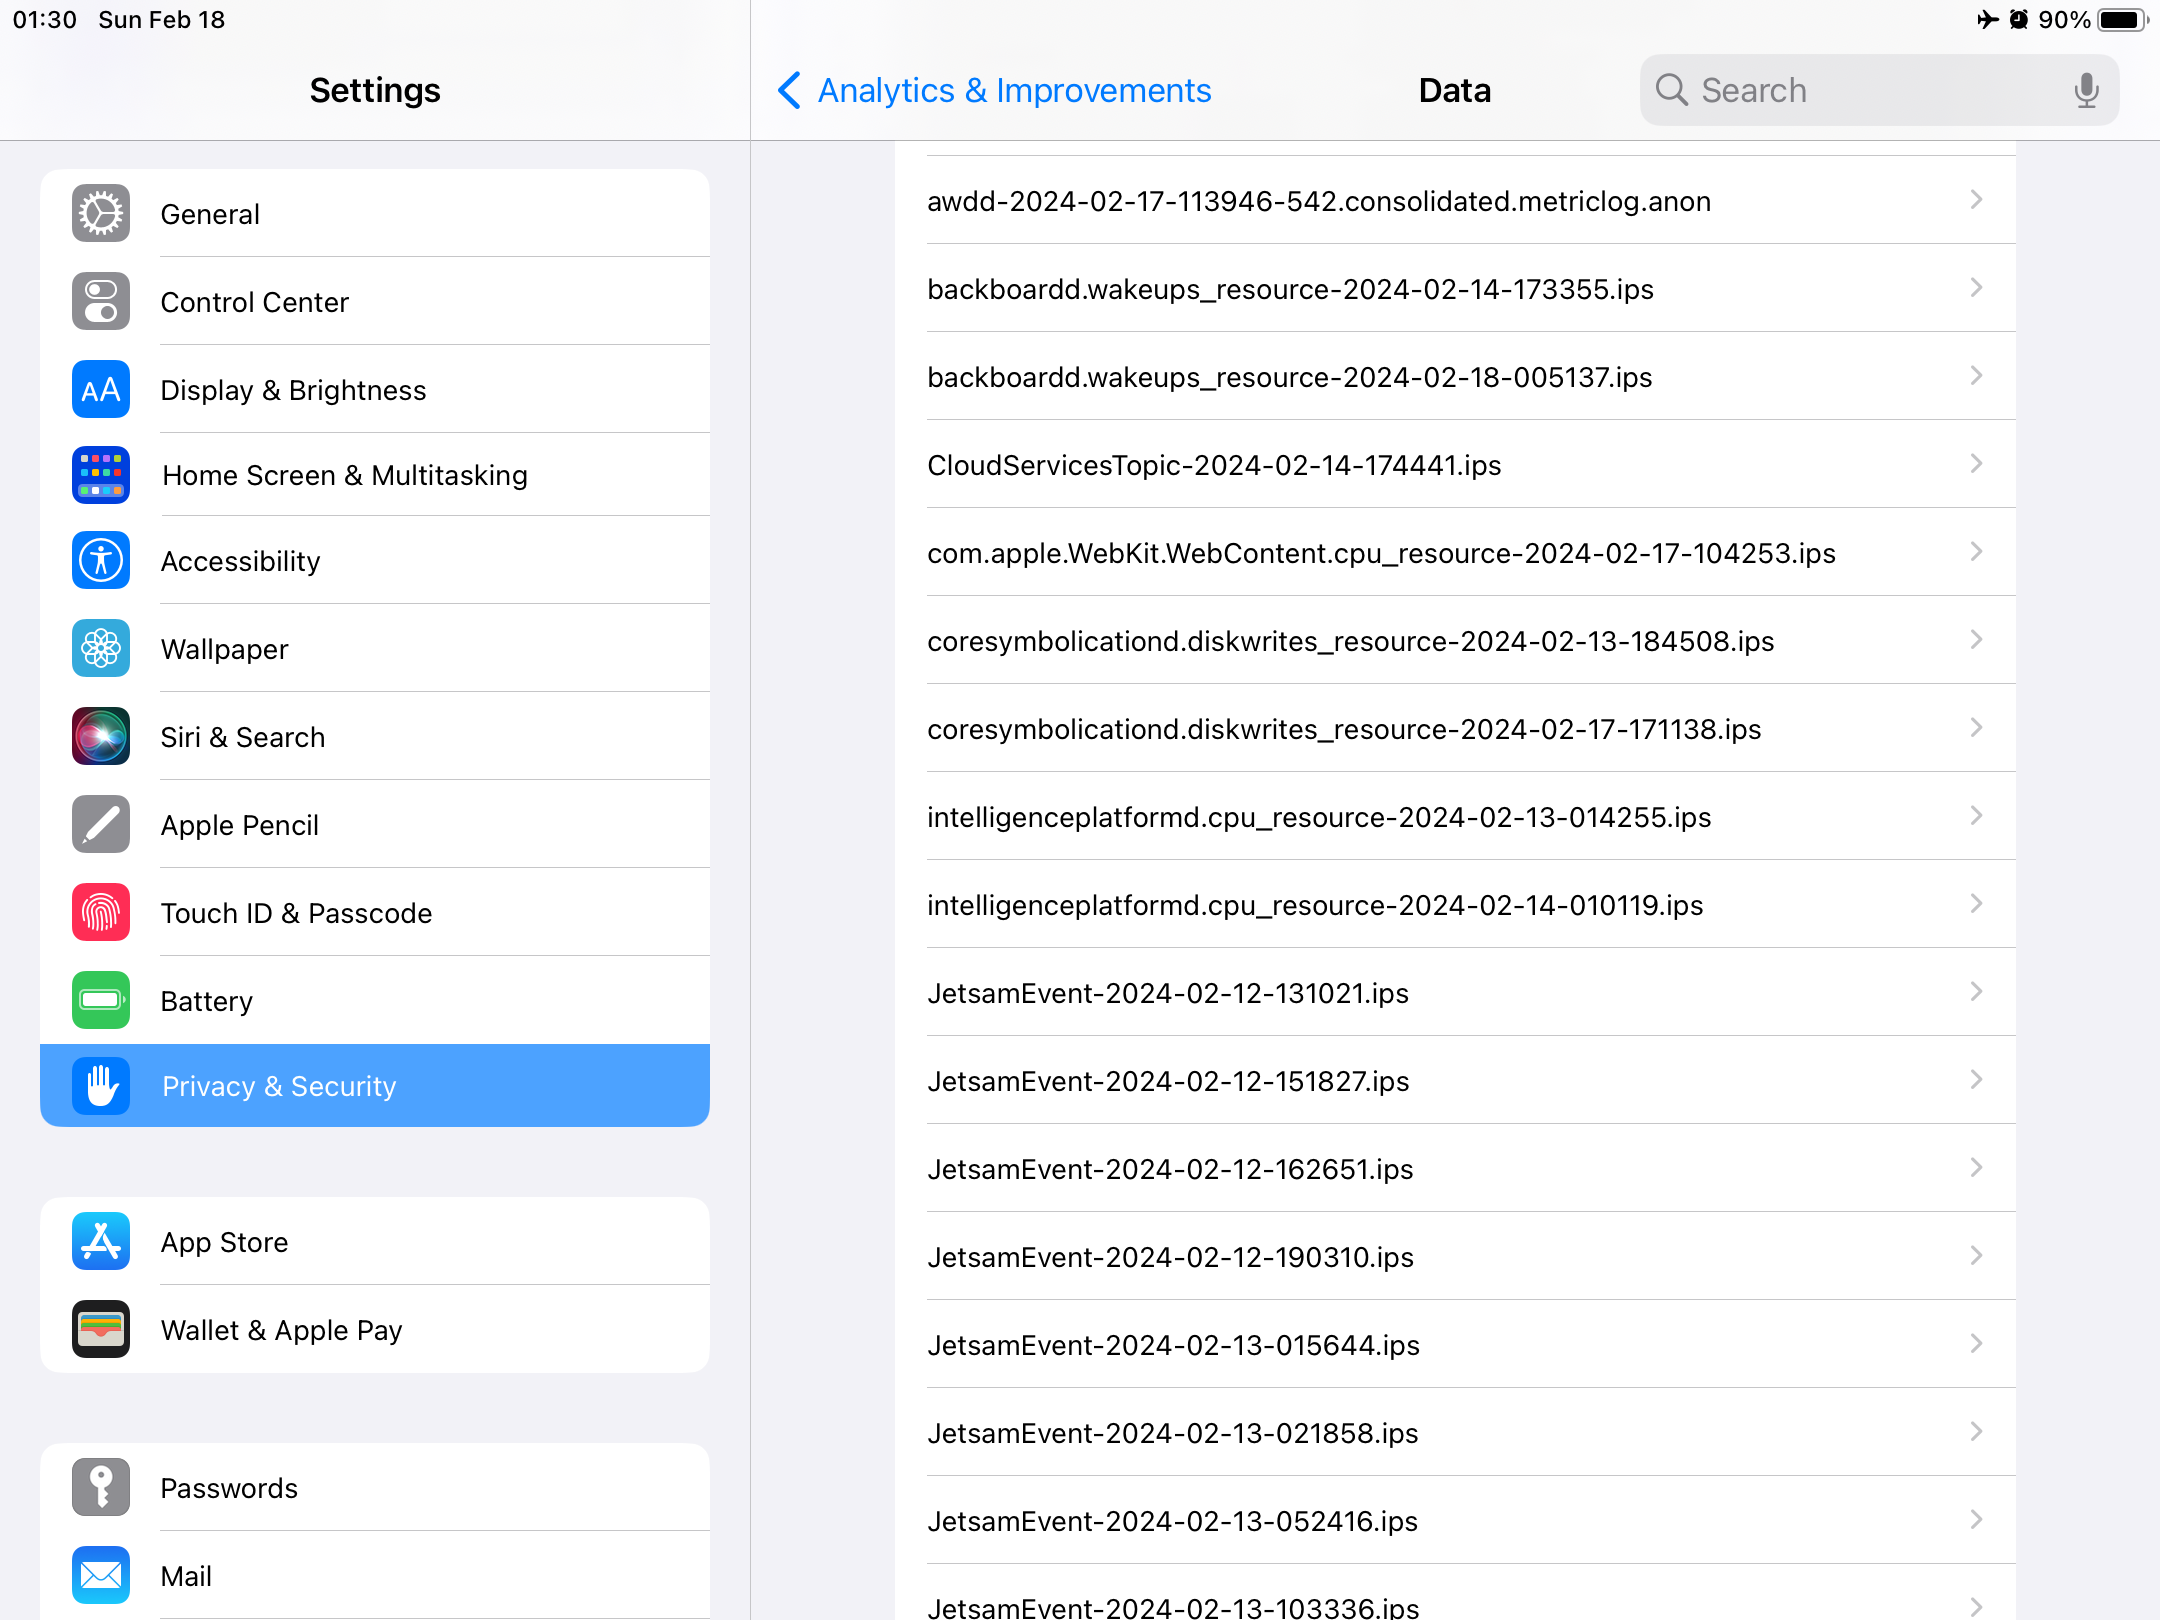 01:30 Sun Feb 18
90%
Settings
General
Control Center
Display & Brightness
Home Screen & Multitasking
Accessibility
Wallpaper
Siri & Search
Apple Pencil
Touch ID & Passcode
Battery
Privacy & Security
App Store
Wallet & Apple Pay
Passwords
Mail
Analytics & Improvements
Data
Search
awdd-2024-02-17-113946-542.consolidated.metriclog.anon
backboardd.wakeups_resource-2024-02-14-173355.ips
backboardd.wakeups_resource-2024-02-18-005137.ips
CloudServicesTopic-2024-02-14-174441.ips
com.apple.WebKit.WebContent.cpu_resource-2024-02-17-104253.ips
coresymbolicationd.diskwrites_resource-2024-02-13-184508.ips
coresymbolicationd.diskwrites_resource-2024-02-17-171138.ips
intelligenceplatformd.cpu_resource-2024-02-13-014255.ips
intelligenceplatformd.cpu_resource-2024-02-14-010119.ips
JetsamEvent-2024-02-12-131021.ips
JetsamEvent-2024-02-12-151827.ips
JetsamEvent-2024-02-12-162651.ips
JetsamEvent-2024-02-12-190310.ips
JetsamEvent-2024-02-13-015644.ips
JetsamEvent-2024-02-13-021858.ips
JetsamEvent-2024-02-13-052416.ips
JetsamEvent-2024-02-13-103336.ips